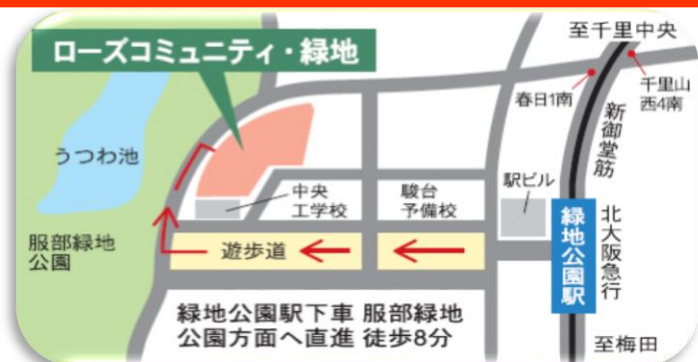 至千里中央
ローズコミュニティ・緑地
千里山
西4南
春日1南
新御堂筋
うつわ池
中央
工学校
駿台
予備校
駅ビル
緑地公園駅
北大阪急行
服部緑地
公園
遊歩道
緑地公園駅下車 服部緑地
公園方面へ直進 徒歩8分
至梅田